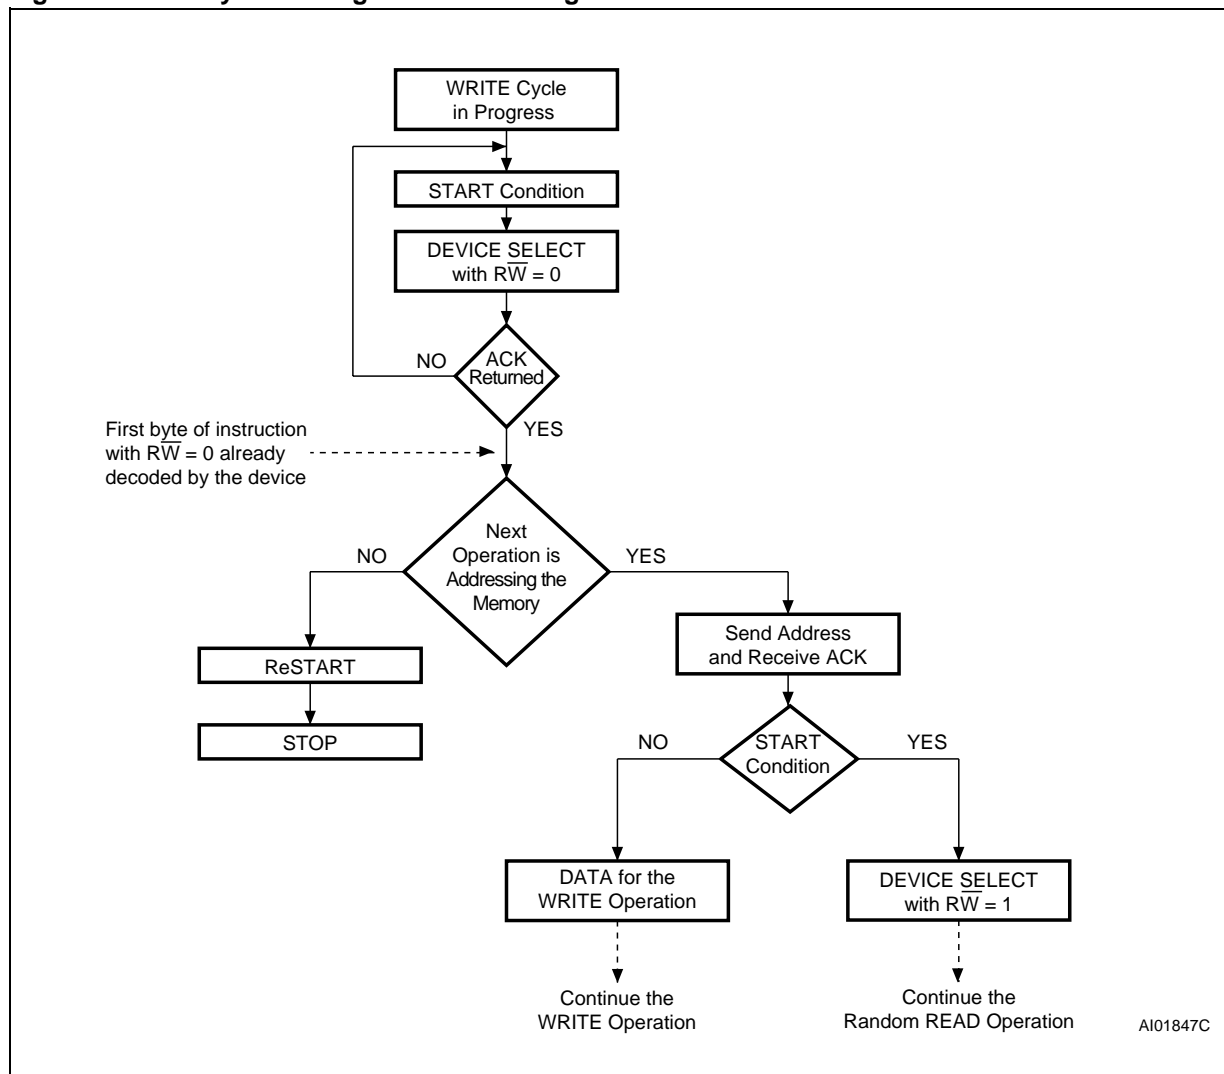 WRITE Cycle
in Progress
START Condition
DEVICE SELECT
with RW̅ = 0
NO
ACK
Returned
YES
First byte of instruction
with RW̅ = 0 already
decoded by the device
Next
Operation is
Addressing the
Memory
NO
YES
Send Address
and Receive ACK
ReSTART
STOP
START
Condition
NO
YES
DATA for the
WRITE Operation
DEVICE SELECT
with RW̅ = 1
Continue the
WRITE Operation
Continue the
Random READ Operation
AI01847C